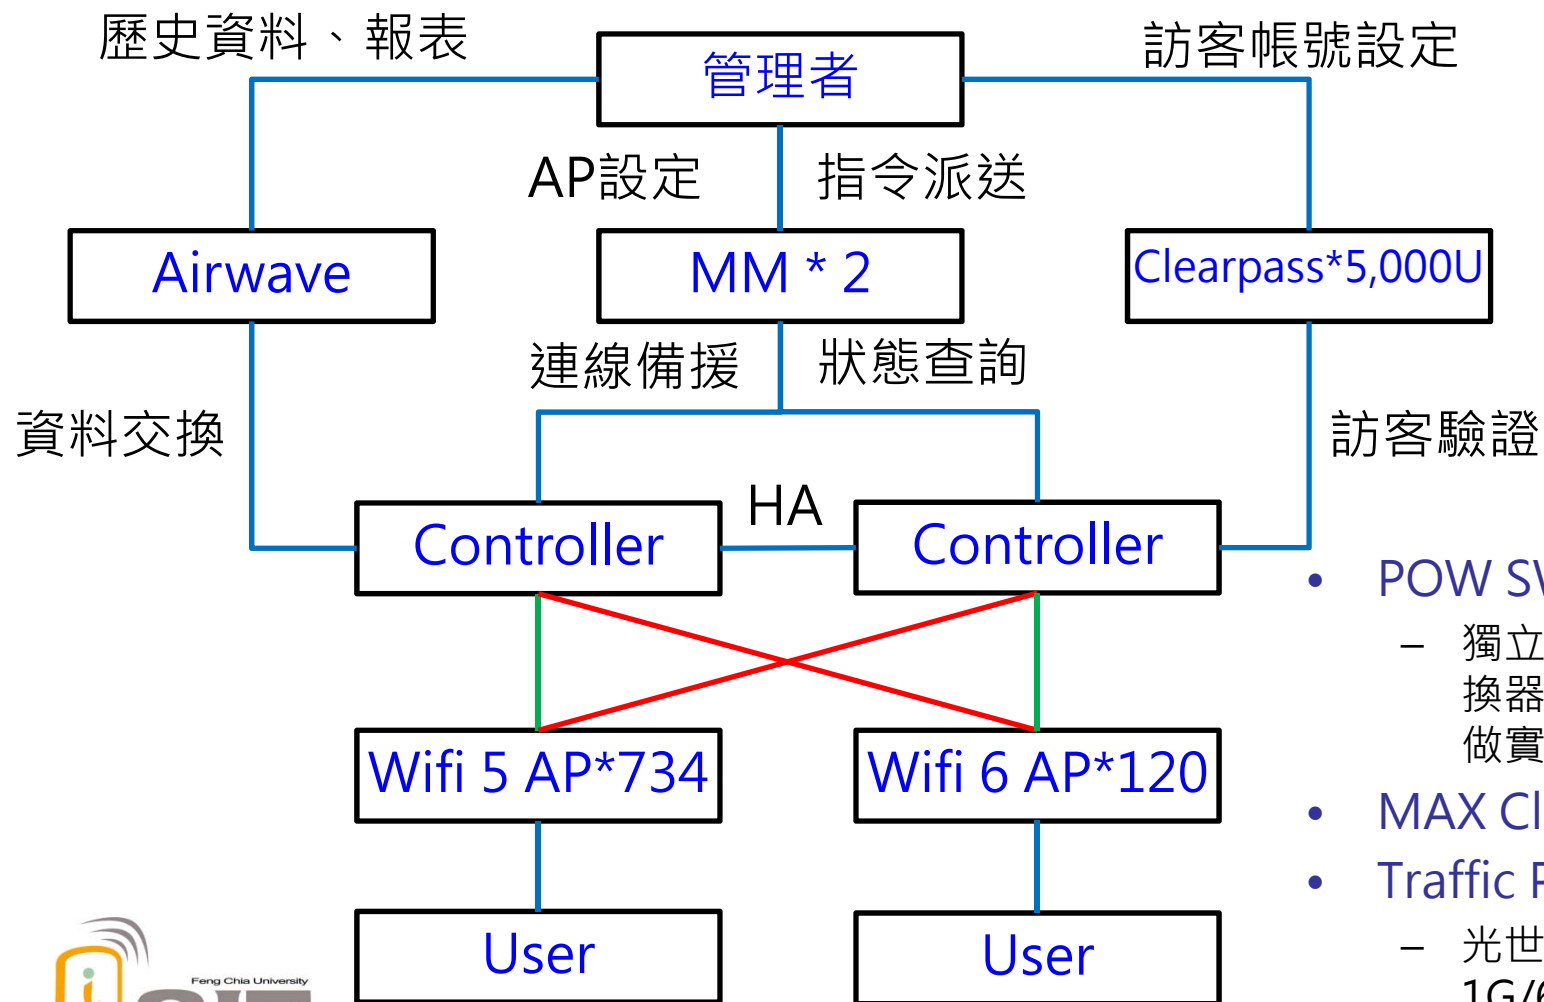 歷史資料、報表
管理者
訪客帳號設定
AP設定
指令派送
Airwave
MM * 2
Clearpass*5,000U
連線備援
狀態查詢
資料交換
訪客驗證
HA
Controller
Controller
• POW
– 獨立
換器
做實
Wifi 5 AP*734
Wifi 6 AP*120
• MAX
• Traffic
– 光世
User
User
Feng Chia University